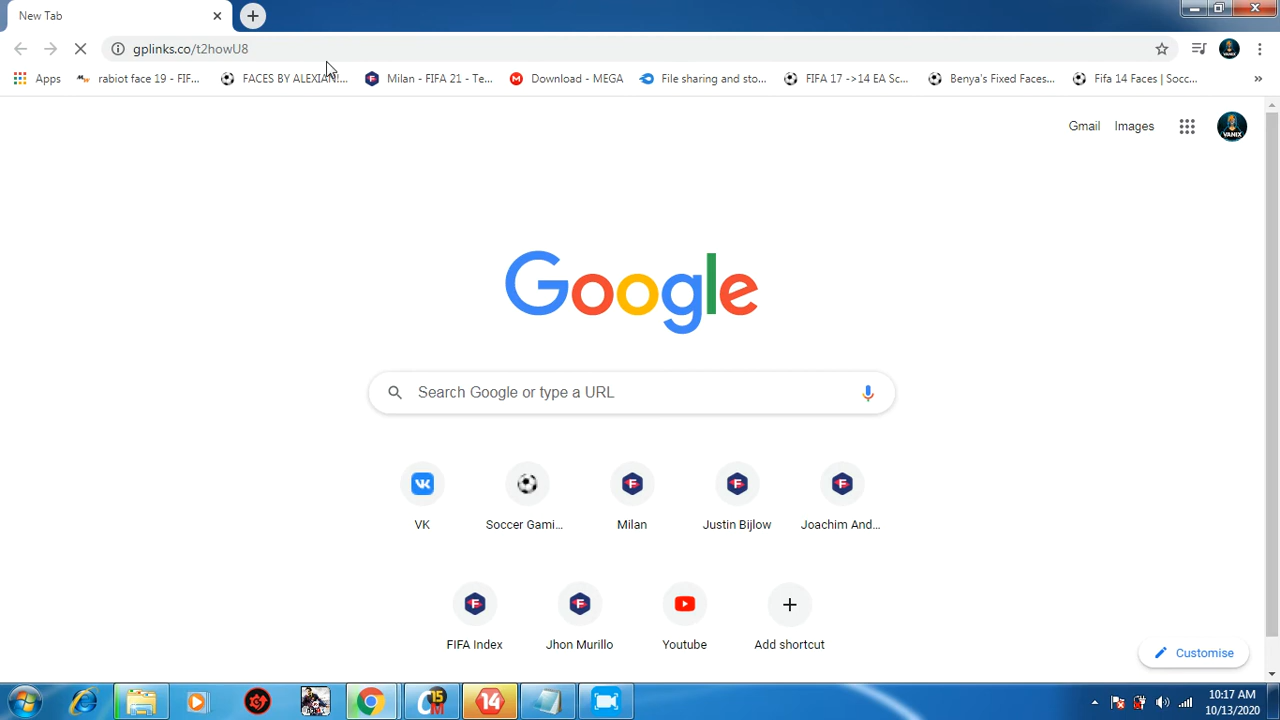 New Tab
gplinks.co/t2howU8
Apps
rabiot face 19 - FIF...
FACES BY ALEXIAN!!...
Milan - FIFA 21 - Te...
Download - MEGA
File sharing and sto...
FIFA 17 ->14 EA Sc...
Benya's Fixed Faces...
Fifa 14 Faces | Socc...
Gmail
Images
VANIX
Google
Search Google or type a URL
VK
Soccer Gami...
Milan
Justin Bijlow
Joachim And...
FIFA Index
Jhon Murillo
Youtube
Add shortcut
Customise
15
14
10:17 AM
10/13/2020